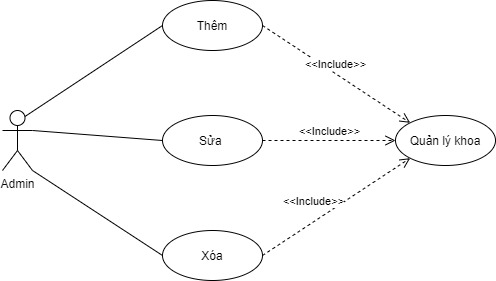 Thêm
<<Include>>
Sửa
<<Include>>
Quản lý khoa
Admin
<<Include>>
Xóa